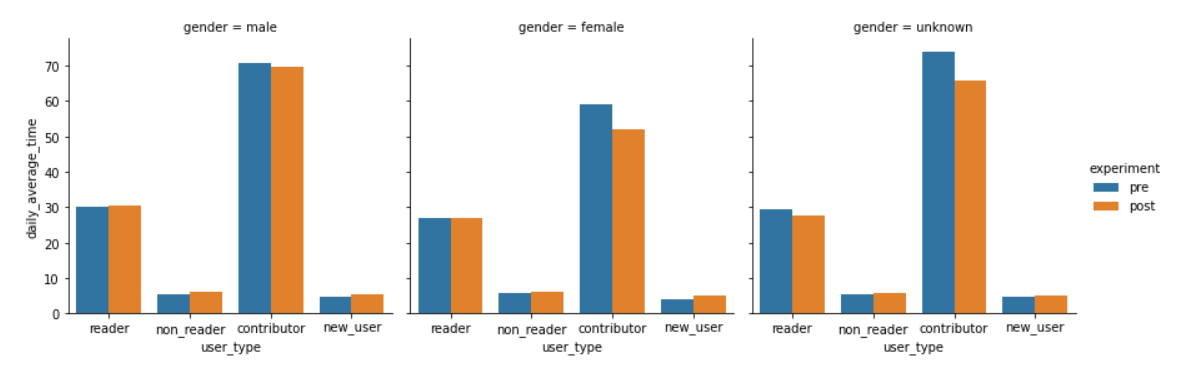 gender = male
gender = female
gender = unknown
daily_average_time
70
60
50
40
30
20
10
0
reader non_reader contributor new_user
user_type
reader non_reader contributor new_user
user_type
reader non_reader contributor new_user
user_type
experiment
pre
post